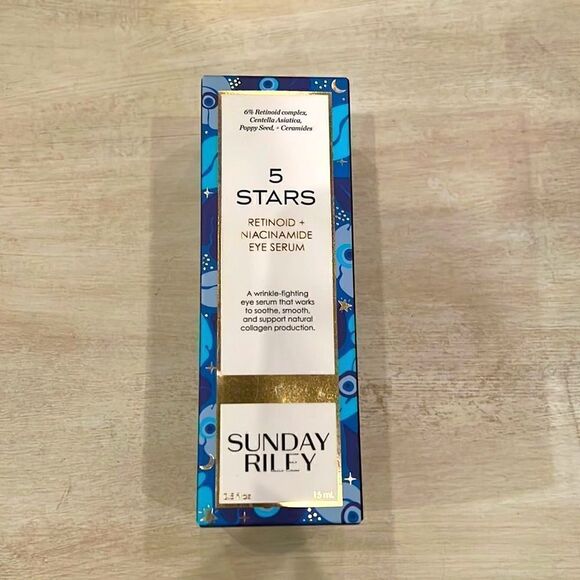 6% Retinoid complex,
Centella Asiatica,
Poppy Seed, + Ceramides
5
STARS
RETINOID +
NIACINAMIDE
EYE SERUM
A wrinkle-fighting
eye serum that works
to soothe, smooth,
and support natural
collagen production.
SUNDAY
RILEY
15 mL